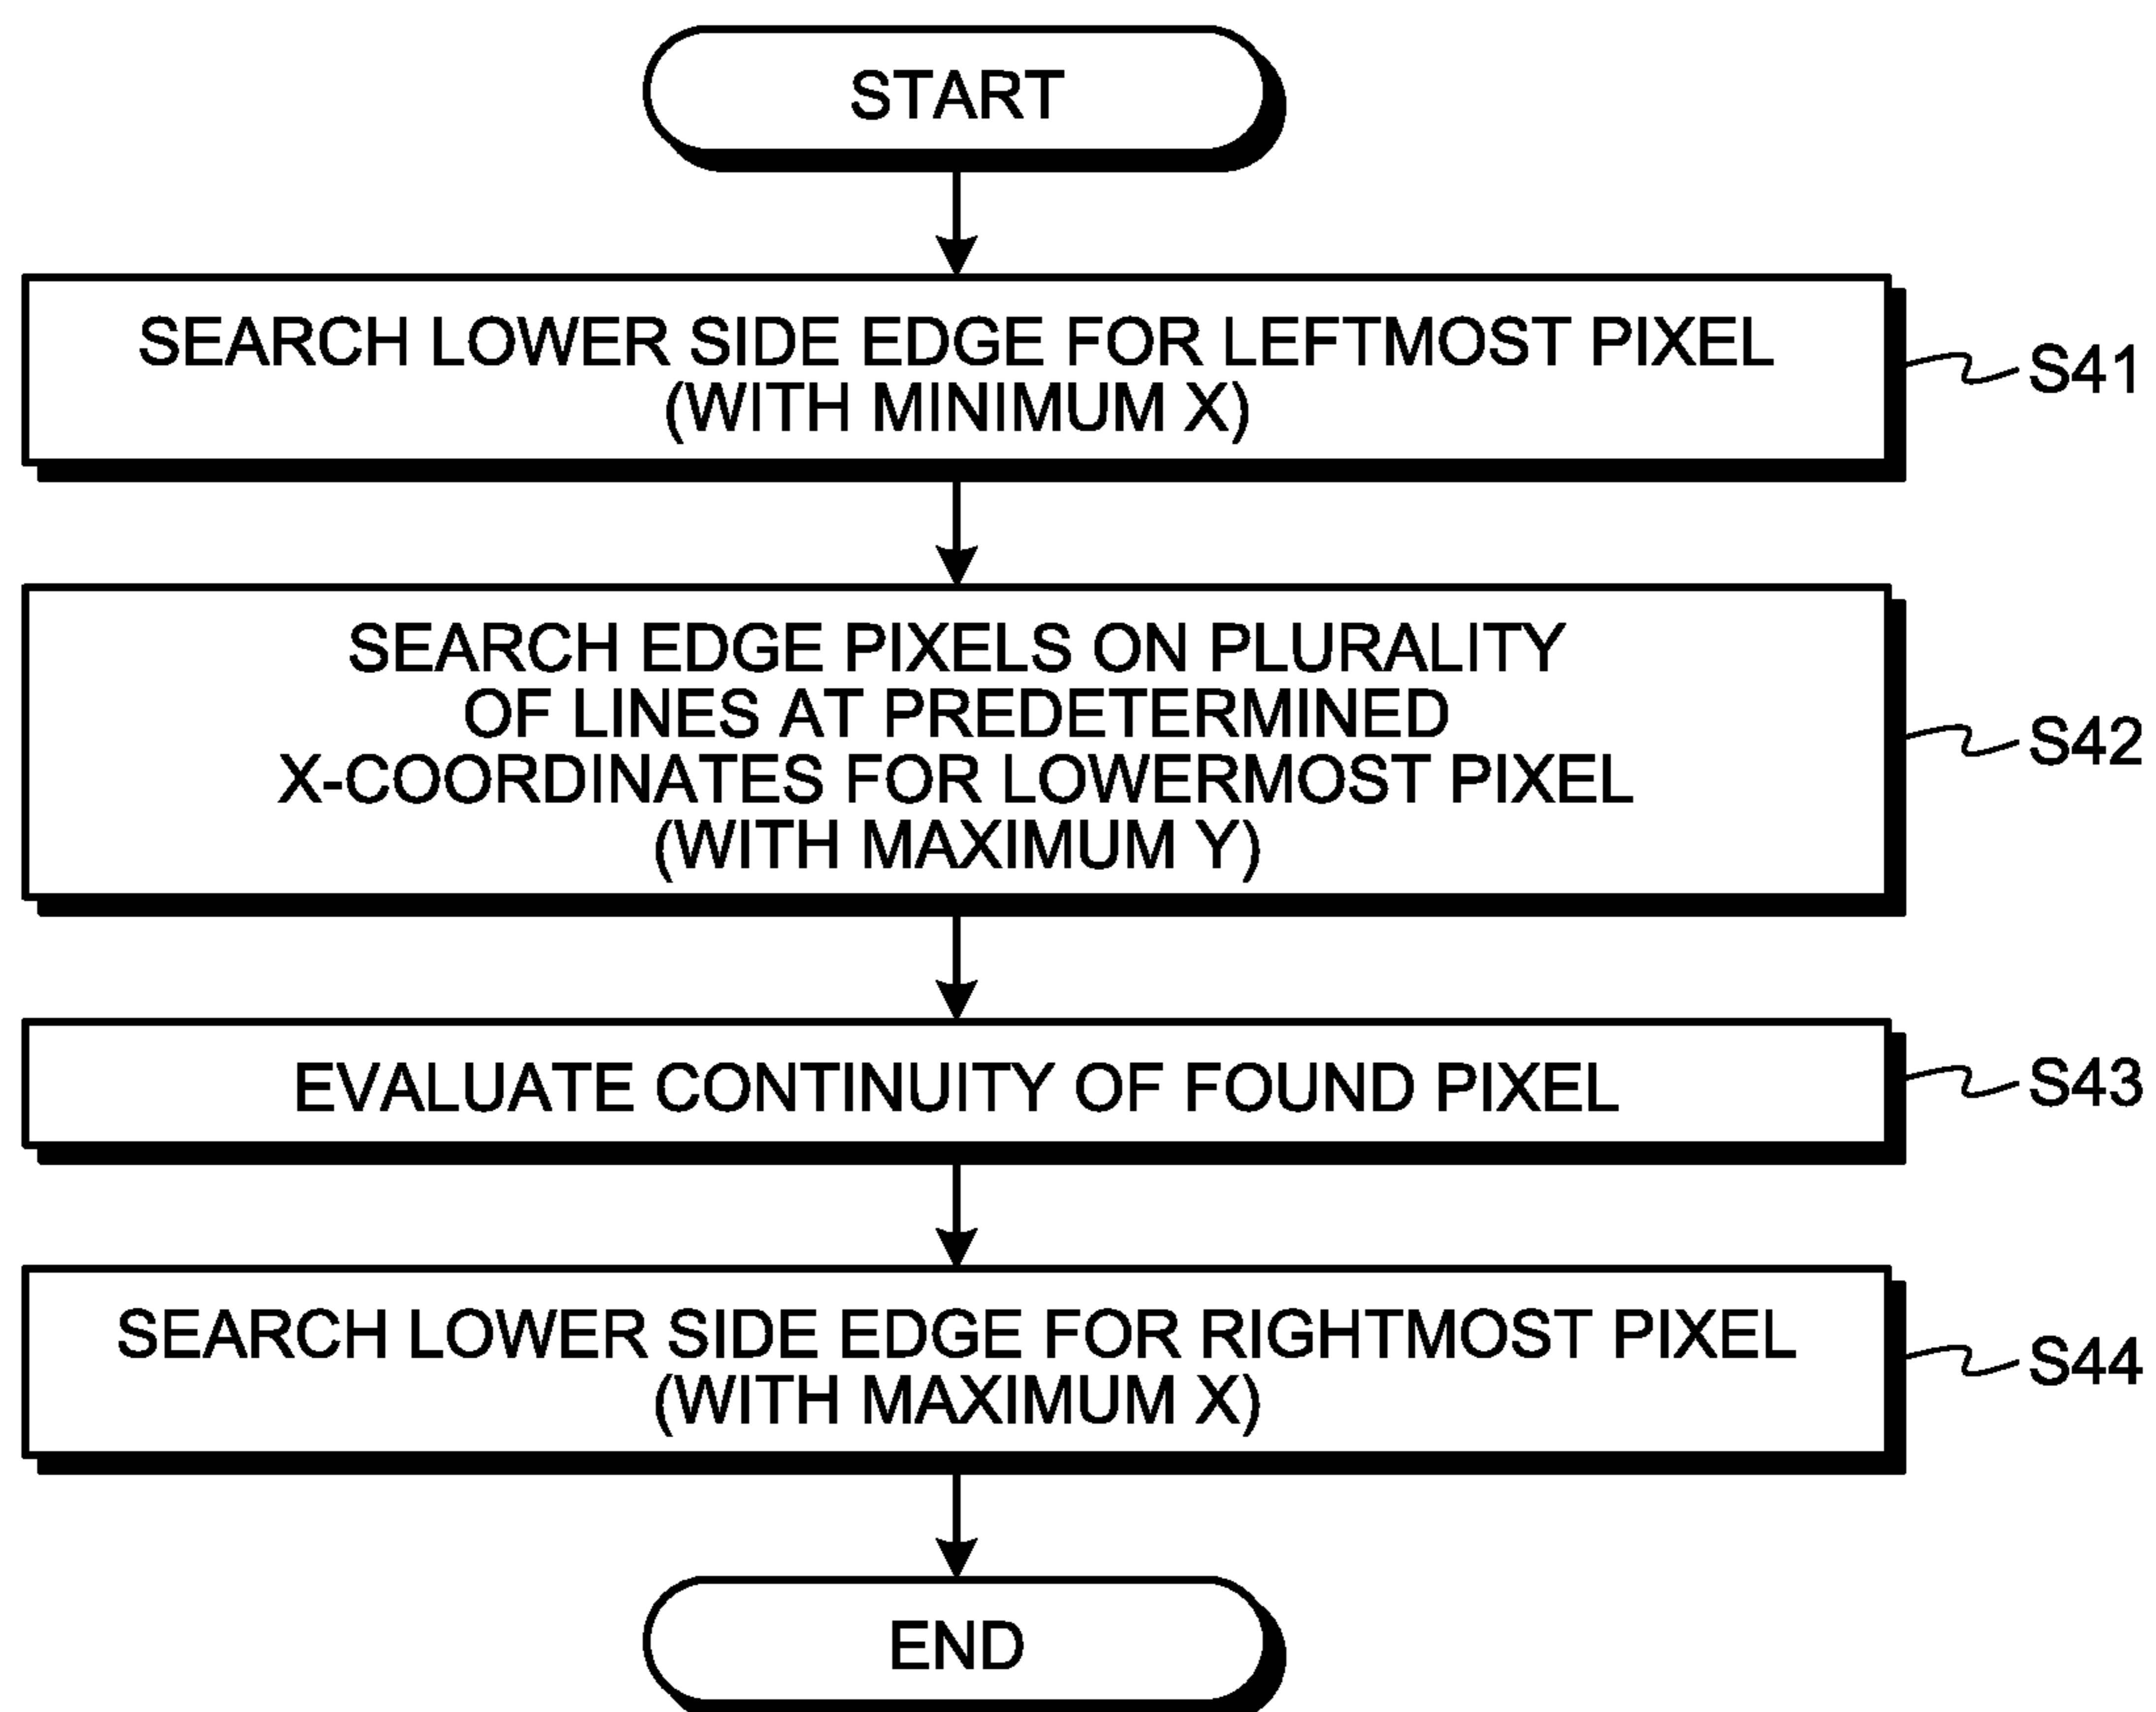 START
SEARCH LOWER SIDE EDGE FOR LEFTMOST PIXEL
(WITH MINIMUM X)
S41
SEARCH EDGE PIXELS ON PLURALITY
OF LINES AT PREDETERMINED
X-COORDINATES FOR LOWERMOST PIXEL
(WITH MAXIMUM Y)
S42
EVALUATE CONTINUITY OF FOUND PIXEL
S43
SEARCH LOWER SIDE EDGE FOR RIGHTMOST PIXEL
(WITH MAXIMUM X)
S44
END